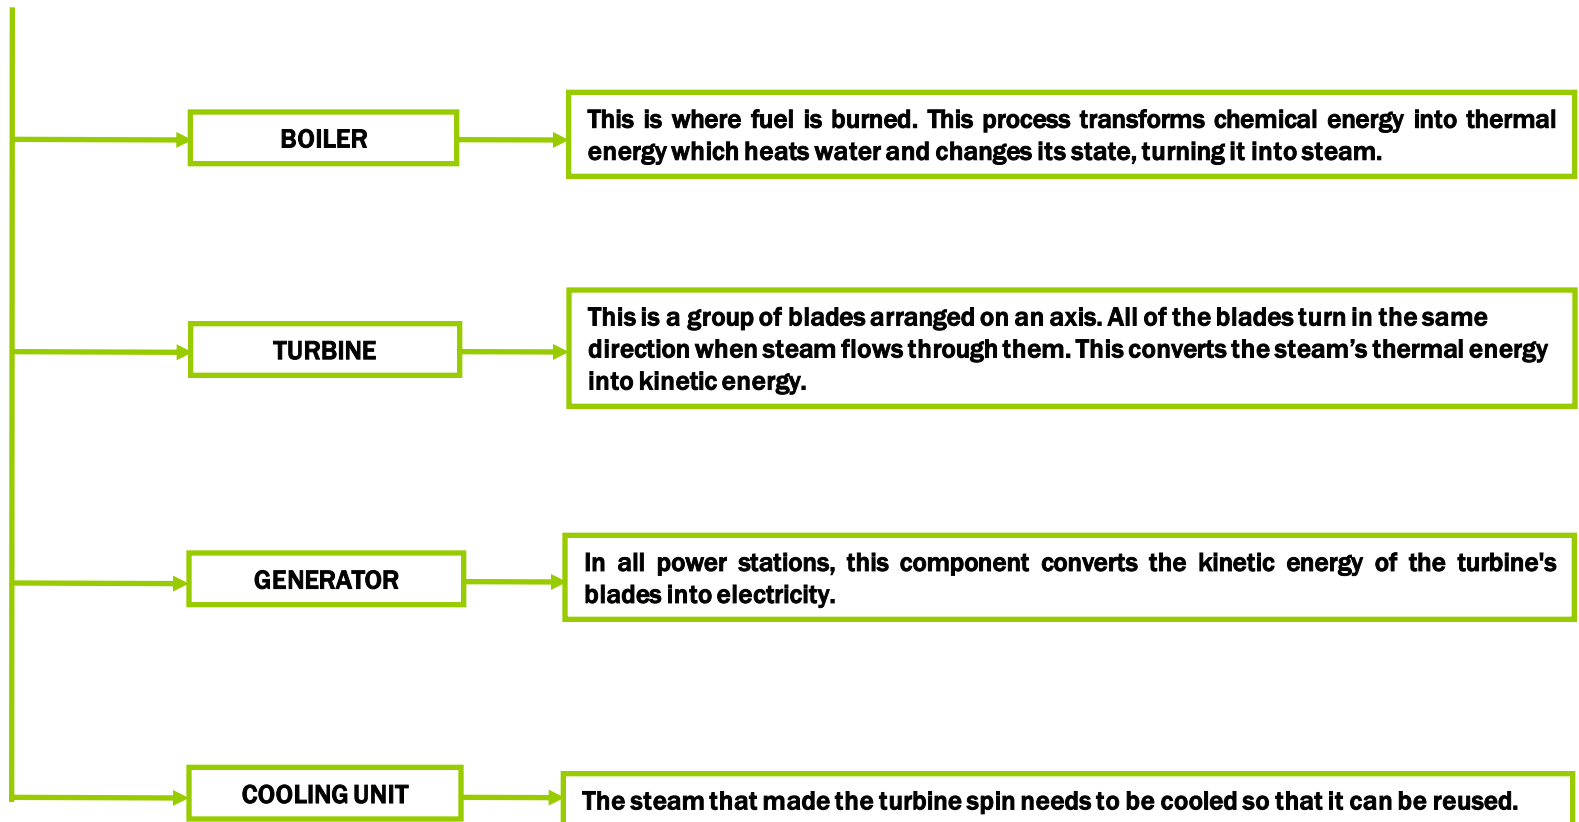 BOILER
This is where fuel is burned. This process transforms chemical energy into thermal
energy which heats water and changes its state, turning it into steam.
TURBINE
This is a group of blades arranged on an axis. All of the blades turn in the same
direction when steam flows through them. This converts the steam’s thermal energy
into kinetic energy.
GENERATOR
In all power stations, this component converts the kinetic energy of the turbine's
blades into electricity.
COOLING UNIT
The steam that made the turbine spin needs to be cooled so that it can be reused.